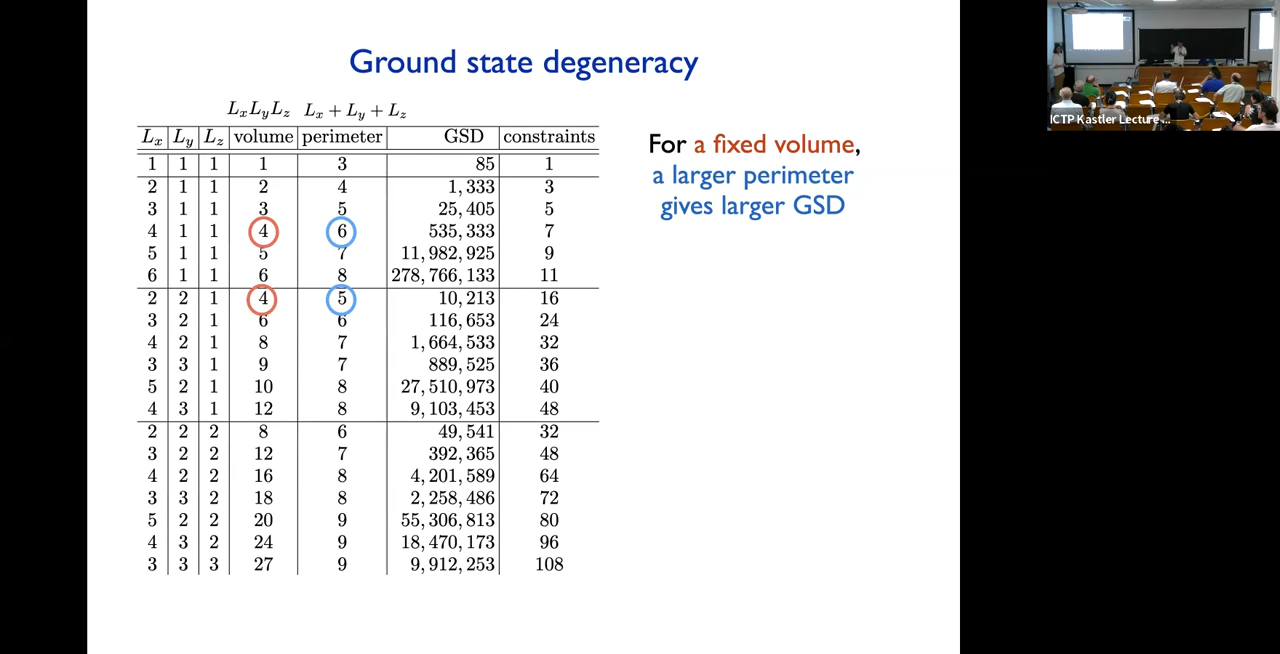 Ground state degeneracy
LxLyLz Lx + Ly + Lz
Lx Ly Lz volume perimeter GSD constraints
1 1 1 1 3 85 1
2 1 1 2 4 1,333 3
3 1 1 3 5 25,405 5
4 1 1 4 6 535,333 7
5 1 1 5 7 11,982,925 9
6 1 1 6 8 278,766,133 11
2 2 1 4 5 10,213 16
3 2 1 6 6 116,653 24
4 2 1 8 7 1,664,533 32
3 3 1 9 7 889,525 36
5 2 1 10 8 27,510,973 40
4 3 1 12 8 9,103,453 48
2 2 2 8 6 49,541 32
3 2 2 12 7 392,365 48
4 2 2 16 8 4,201,589 64
3 3 2 18 8 2,258,486 72
5 2 2 20 9 55,306,813 80
4 3 2 24 9 18,470,173 96
3 3 3 27 9 9,912,253 108
For a fixed volume,
a larger perimeter
gives larger GSD
ICTP Kastler Lecture ...